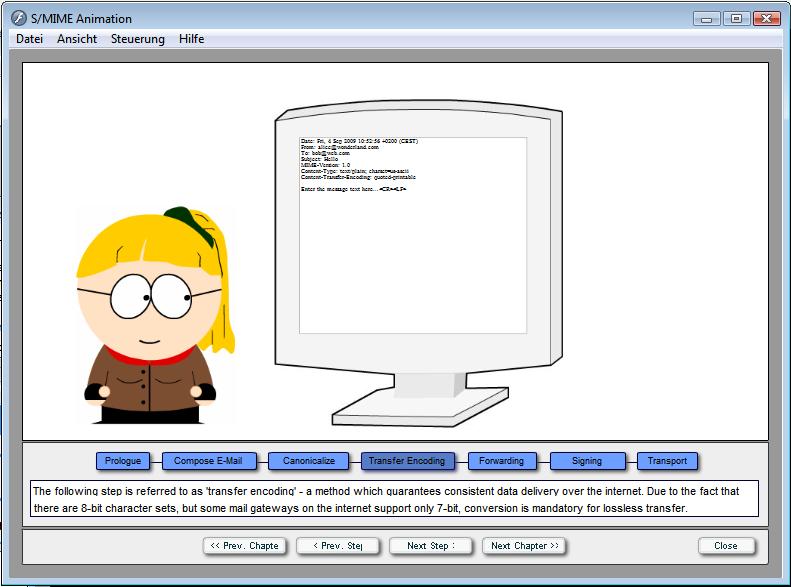 S/MIME Animation
Datei Ansicht Steuerung Hilfe
Date: Fri, 4 Sep 2009 10:52:56 +0200 (CEST)
From: alice@wonderland.com
To: bob@web.com
Subject: Hello
MIME-Version: 1.0
Content-Type: text/plain; charset=us-ascii
Content-Transfer-Encoding: quoted-printable
Enter the message text here... =CR==LF=
Prologue Compose E-Mail Canonicalize Transfer Encoding Forwarding Signing Transport
The following step is referred to as 'transfer encoding' - a method which guarantees consistent data delivery over the internet. Due to the fact that
there are 8-bit character sets, but some mail gateways on the internet support only 7-bit, conversion is mandatory for lossless transfer.
<< Prev. Chapte < Prev. Step Next Step : Next Chapter >> Close